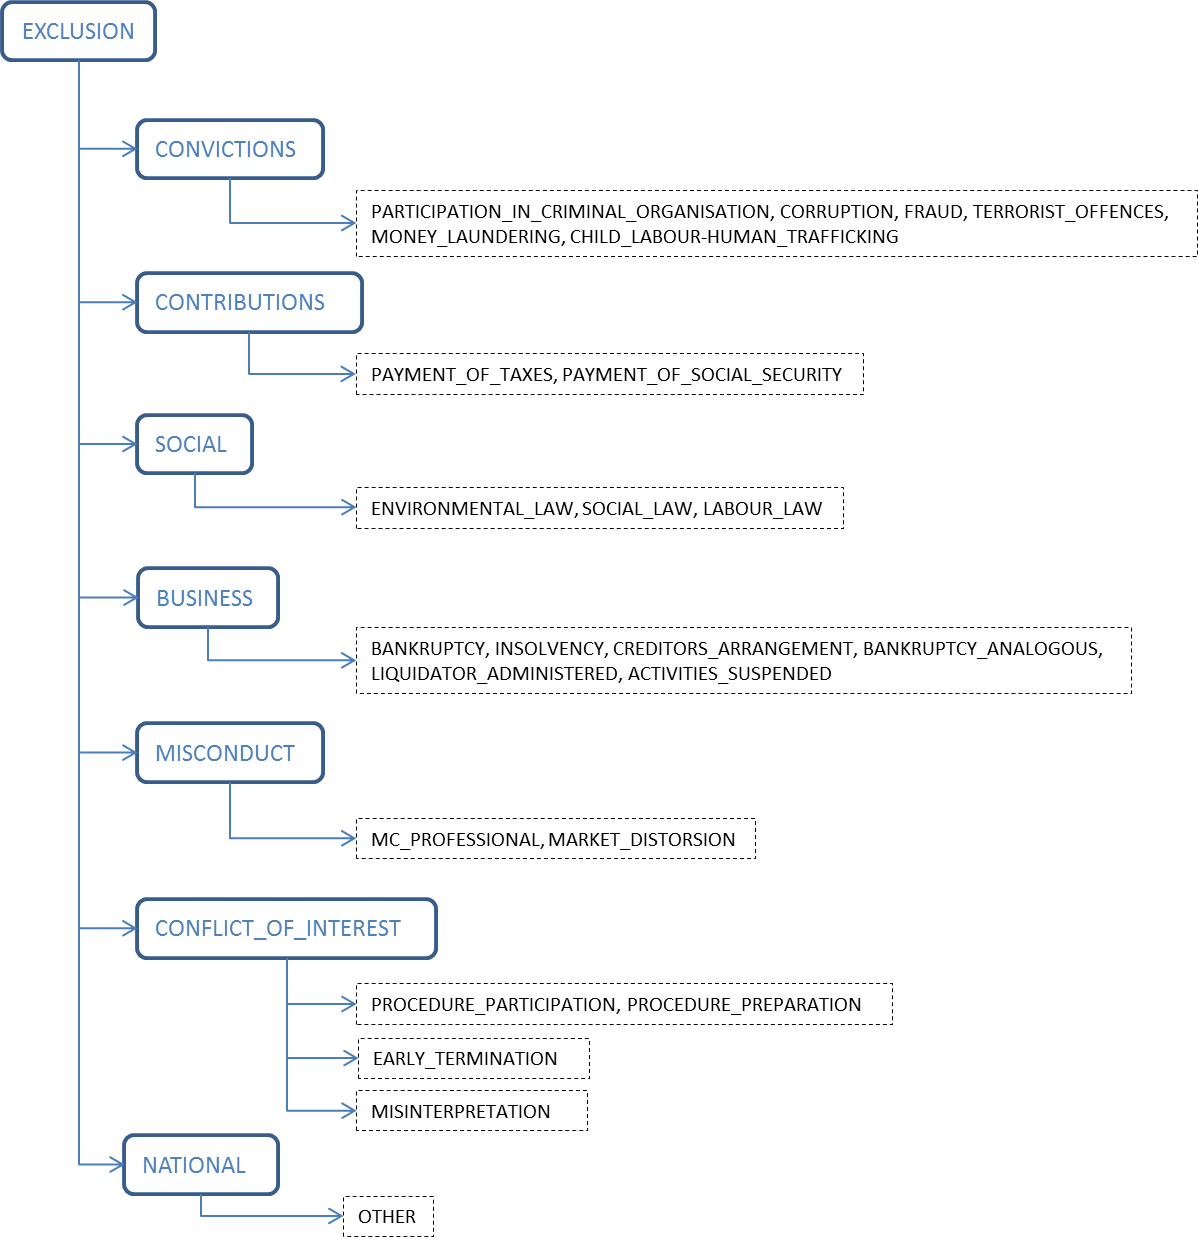 EXCLUSION
CONVICTIONS
PARTICIPATION_IN_CRIMINAL_ORGANISATION, CORRUPTION, FRAUD, TERRORIST_OFFENCES,
MONEY_LAUNDERING, CHILD_LABOUR-HUMAN_TRAFFICKING
CONTRIBUTIONS
PAYMENT_OF_TAXES, PAYMENT_OF_SOCIAL_SECURITY
SOCIAL
ENVIRONMENTAL_LAW, SOCIAL_LAW, LABOUR_LAW
BUSINESS
BANKRUPTCY, INSOLVENCY, CREDITORS_ARRANGEMENT, BANKRUPTCY_ANALOGOUS,
LIQUIDATOR_ADMINISTERED, ACTIVITIES_SUSPENDED
MISCONDUCT
MC_PROFESSIONAL, MARKET_DISTORSION
CONFLICT_OF_INTEREST
PROCEDURE_PARTICIPATION, PROCEDURE_PREPARATION
EARLY_TERMINATION
MISINTERPRETATION
NATIONAL
OTHER